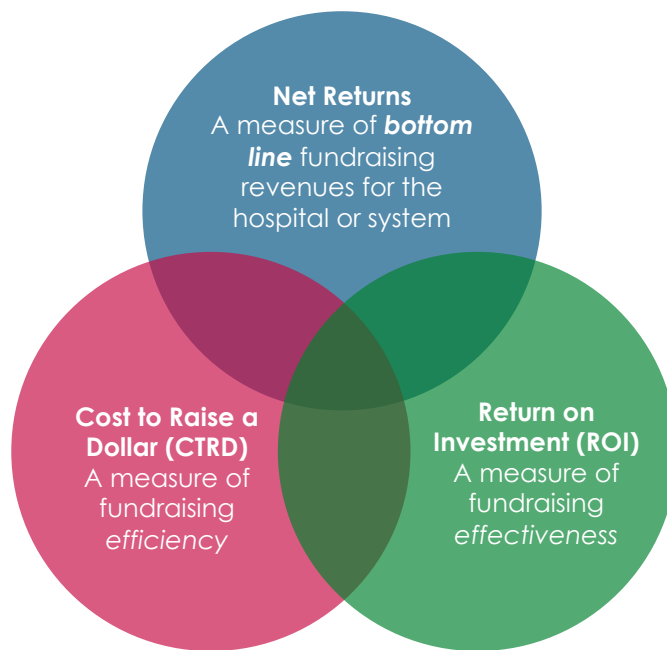 Net Returns
A measure of bottom
line fundraising
revenues for the
hospital or system
Cost to Raise a
Dollar (CTRD)
A measure of
fundraising
efficiency
Return on
Investment (ROI)
A measure of
fundraising
effectiveness